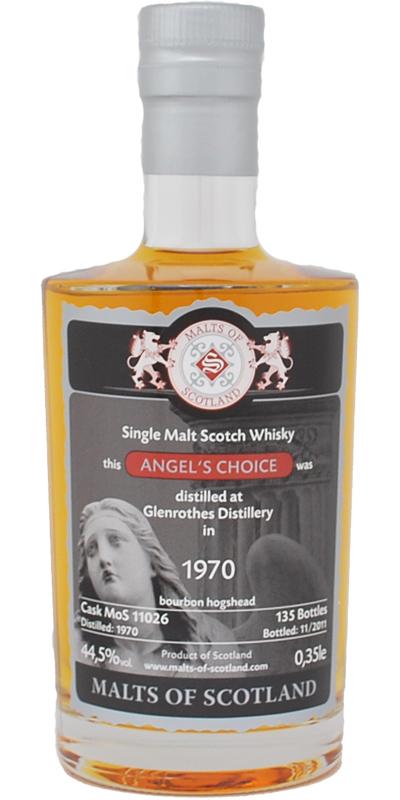 MALTS OF
S
SCOTLAND
Single Malt Scotch Whisky
this ANGEL'S CHOICE was
distilled at
Glenrothes Distillery
in
1970
bourbon hogshead
Cask MoS 11026 135 Bottles
Distilled: 1970 Bottled: 11/2011
44,5%vol. Product of Scotland 0,35le
www.malts-of-scotland.com
MALTS OF SCOTLAND